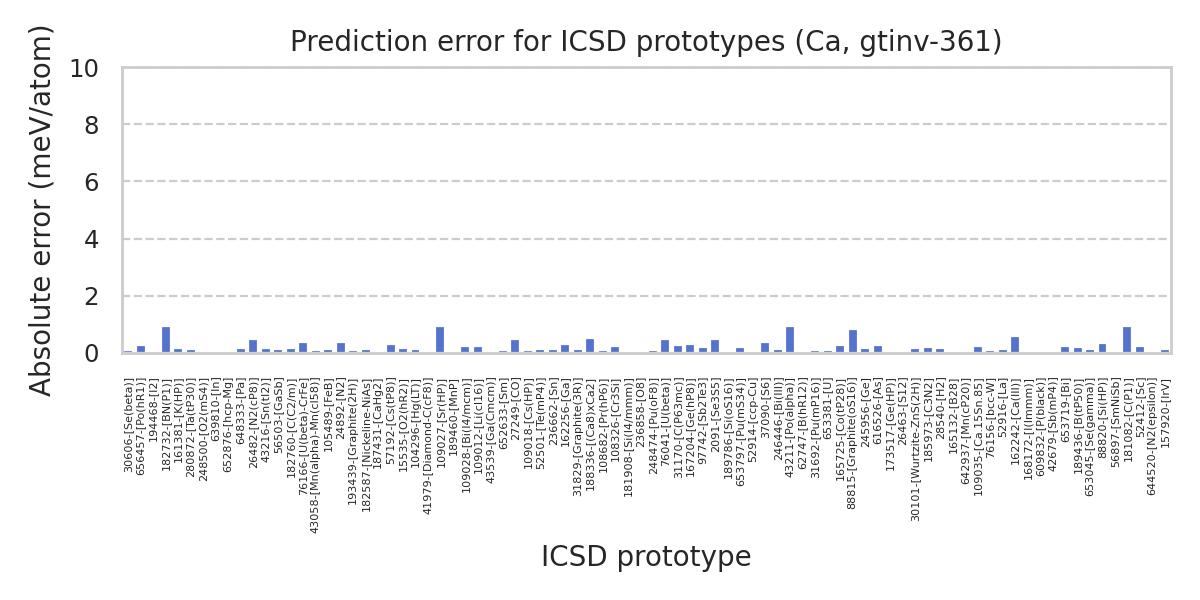 Prediction error for ICSD prototypes (Ca, gtinv-361)
Absolute error (meV/atom)
10
8
6
4
2
0
30606-[Se(beta)]
656457-[Po(hR1)]
194468-[I2]
182732-[BN(P1)]
161381-[K(HP)]
280872-[Ta(tP30)]
248500-[O2(mS4)]
639810-[In]
652876-[hcp-Mg]
648333-[Pa]
26482-[N2(cP8)]
43216-[Sn(tI2)]
56503-[GaSb]
182760-[C(C2/m)]
76166-[U(beta)-CrFe]
43058-[Mn(alpha)-Mn(cI58)]
105489-[FeB]
24892-[N2]
193439-[Graphite(2H)]
182587-[Nickeline-NiAs]
187431-[CaHg2]
57192-[Cs(tP8)]
15535-[O2(hR2)]
104296-[Hg(LT)]
41979-[Diamond-C(cF8)]
109027-[Sr(HP)]
189460-[MnP]
109028-[Bi(I4/mcm)]
109012-[Li(cI16)]
43539-[Ga(Cmcm)]
652633-[Sm]
27249-[CO]
109018-[Cs(HP)]
52501-[Te(mP4)]
236662-[Sn]
162256-[Ga]
31829-[Graphite(3R)]
188336-[(Ca8)xCa2]
108682-[Pr(hP6)]
108326-[Cr3Si]
181908-[Si(I4/mmm)]
236858-[O8]
248474-[Pu(oF8)]
76041-[U(beta)]
31170-[C(P63mc)]
167204-[Ge(hP8)]
97742-[Sb2Te3]
2091-[Se3S5]
189786-[Si(oS16)]
653797-[Pu(mS34)]
52914-[ccp-Cu]
37090-[S6]
246446-[Bi(III)]
43211-[Po(alpha)]
62747-[B(hR12)]
31692-[Pu(mP16)]
653381-[U]
165725-[Co(tP28)]
88815-[Graphite(oS16)]
245956-[Ge]
616526-[As]
173517-[Ge(HP)]
26463-[S12]
30101-[Wurtzite-ZnS(2H)]
185973-[C3N2]
28540-[H2]
165132-[B28]
642937-[Mn(cP20)]
109035-[Ca.15Sn.85]
76156-[bcc-W]
52916-[La]
162242-[Ca(III)]
168172-[I(Immm)]
609832-[P(black)]
42679-[Sb(mP4)]
653719-[Bi]
189436-[B(tP50)]
653045-[Se(gamma)]
88820-[Si(HP)]
56897-[SmNiSb]
181082-[C(P1)]
52412-[Sc]
644520-[N2(epsilon)]
157920-[IrV]
ICSD prototype